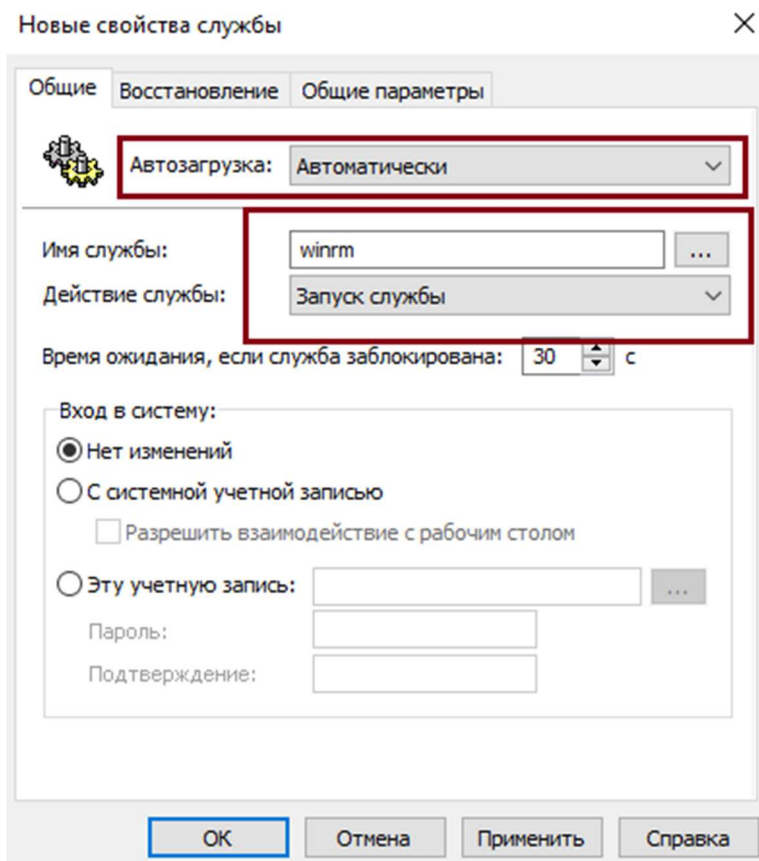 Новые свойства службы
Общие Восстановление Общие параметры
Автозагрузка: Автоматически
Имя службы: winrm ...
Действие службы: Запуск службы
Время ожидания, если служба заблокирована: 30 с
Вход в систему:
Нет изменений
С системной учетной записью
Разрешить взаимодействие с рабочим столом
Эту учетную запись: ...
Пароль:
Подтверждение:
ОК Отмена Применить Справка